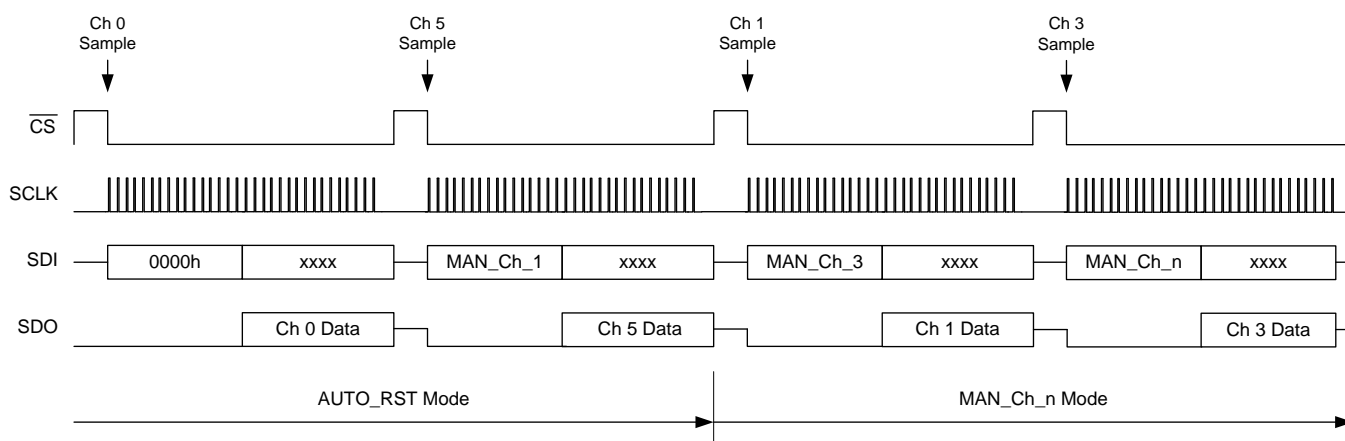 Ch 0
Sample
Ch 5
Sample
Ch 1
Sample
Ch 3
Sample
CS
SCLK
SDI
0000h
xxxx
MAN_Ch_1
xxxx
MAN_Ch_3
xxxx
MAN_Ch_n
xxxx
SDO
Ch 0 Data
Ch 5 Data
Ch 1 Data
Ch 3 Data
AUTO_RST Mode
MAN_Ch_n Mode